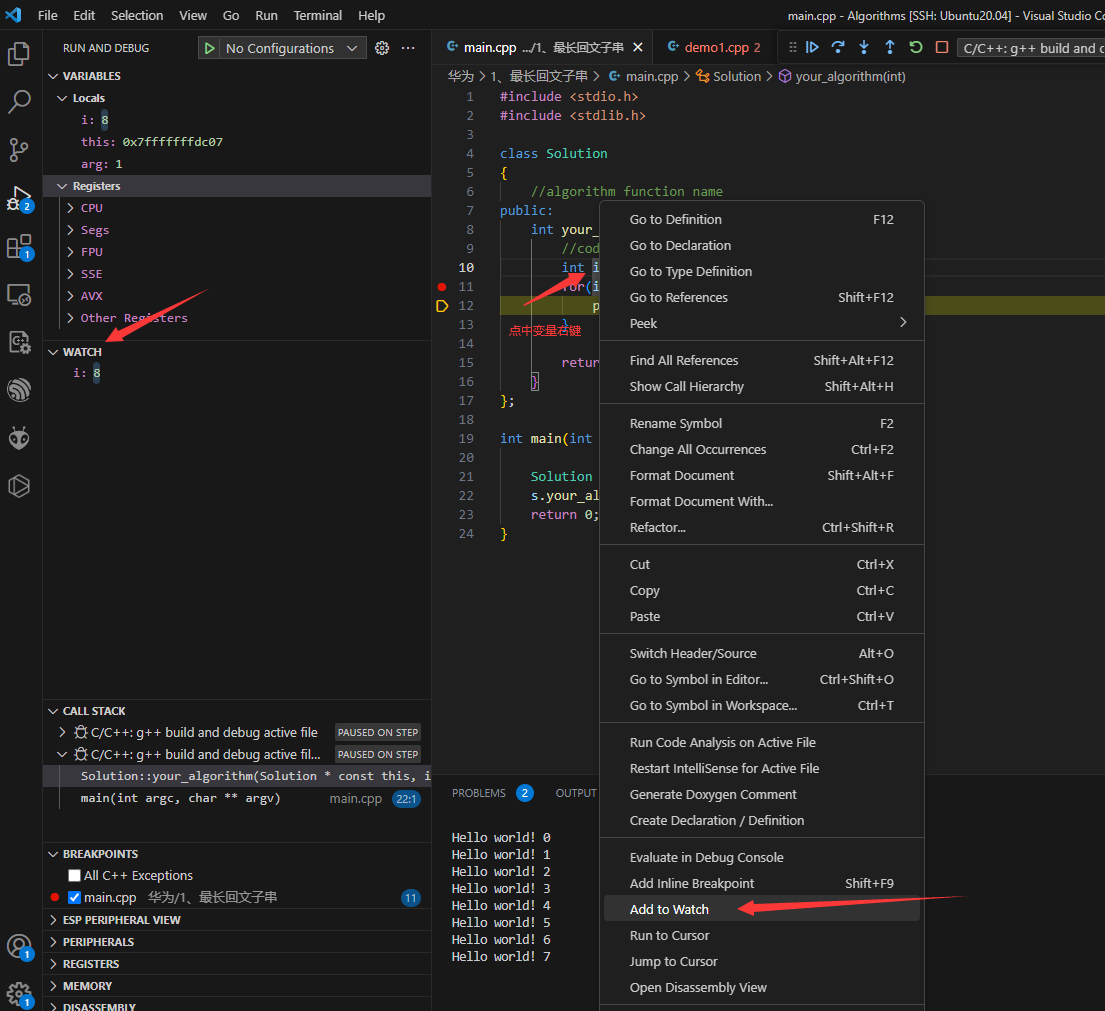 File Edit Selection View Go Run Terminal Help
main.cpp - Algorithms [SSH: Ubuntu20.04] - Visual Studio Co
RUN AND DEBUG
No Configurations
VARIABLES
Locals
i: 8
this: 0x7fffffffdc07
arg: 1
Registers
CPU
Segs
FPU
SSE
AVX
Other Registers
WATCH
i: 8
CALL STACK
C/C++: g++ build and debug active file PAUSED ON STEP
C/C++: g++ build and debug active fil... PAUSED ON STEP
Solution::your_algorithm(Solution * const this, i
main(int argc, char ** argv) main.cpp 22:1
BREAKPOINTS
All C++ Exceptions
main.cpp 华为/1、最长回文子串 11
ESP PERIPHERAL VIEW
PERIPHERALS
REGISTERS
MEMORY
DISASSEMBLY
2
1
1
1
main.cpp .../1、最长回文子串
demo1.cpp 2
C/C++: g++ build and d
华为 > 1、最长回文子串 > main.cpp > Solution > your_algorithm(int)
1 #include <stdio.h>
2 #include <stdlib.h>
3
4 class Solution
5 {
6 //algorithm function name
7 public:
8 int your_
9 //cod
10 int i
11 for(i
12 p
13 }
点中变量右键
14
15 retur
16 }
17 };
18
19 int main(int
20
21 Solution
22 s.your_al
23 return 0;
24 }
Go to Definition F12
Go to Declaration
Go to Type Definition
Go to References Shift+F12
Peek
Find All References Shift+Alt+F12
Show Call Hierarchy Shift+Alt+H
Rename Symbol F2
Change All Occurrences Ctrl+F2
Format Document Shift+Alt+F
Format Document With...
Refactor... Ctrl+Shift+R
Cut Ctrl+X
Copy Ctrl+C
Paste Ctrl+V
Switch Header/Source Alt+O
Go to Symbol in Editor... Ctrl+Shift+O
Go to Symbol in Workspace... Ctrl+T
Run Code Analysis on Active File
Restart IntelliSense for Active File
Generate Doxygen Comment
Create Declaration / Definition
Evaluate in Debug Console
Add Inline Breakpoint Shift+F9
Add to Watch
Run to Cursor
Jump to Cursor
Open Disassembly View
PROBLEMS 2 OUTPUT
Hello world! 0
Hello world! 1
Hello world! 2
Hello world! 3
Hello world! 4
Hello world! 5
Hello world! 6
Hello world! 7